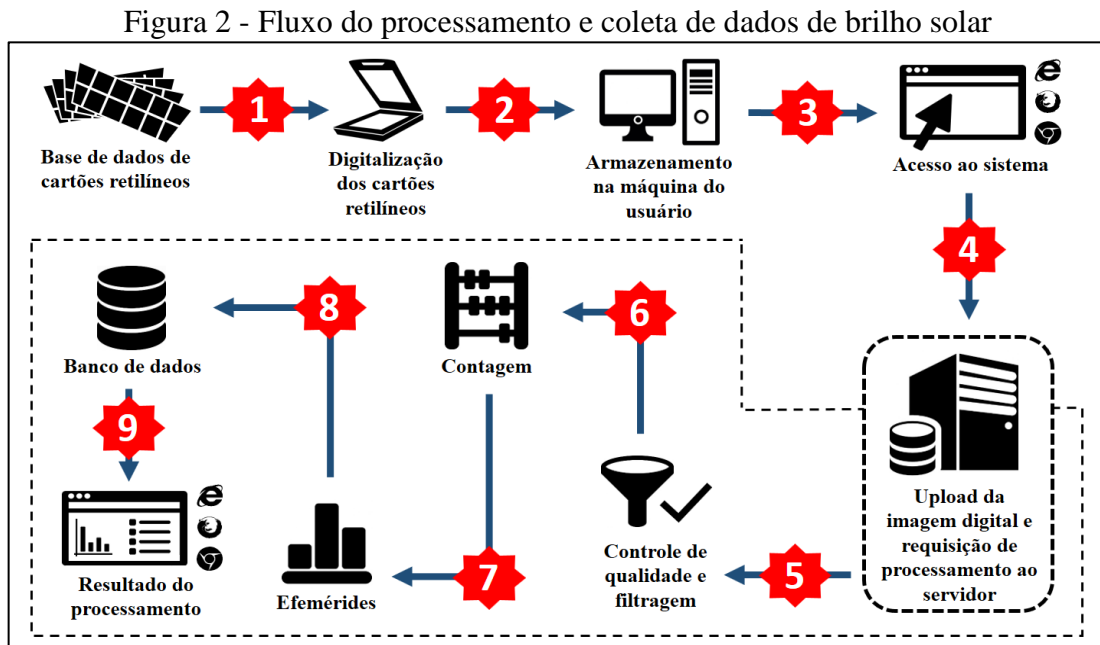 Figura 2 - Fluxo do processamento e coleta de dados de brilho solar
1
2
3
Base de dados de
cartões retilíneos
Digitalização
dos cartões
retilíneos
Armazenamento
na máquina do
usuário
Acesso ao sistema
4
8
6
Banco de dados
Contagem
9
Upload da
imagem digital e
requisição de
processamento ao
servidor
Controle de
qualidade e
filtragem
5
7
Efemérides
Resultado do
processamento